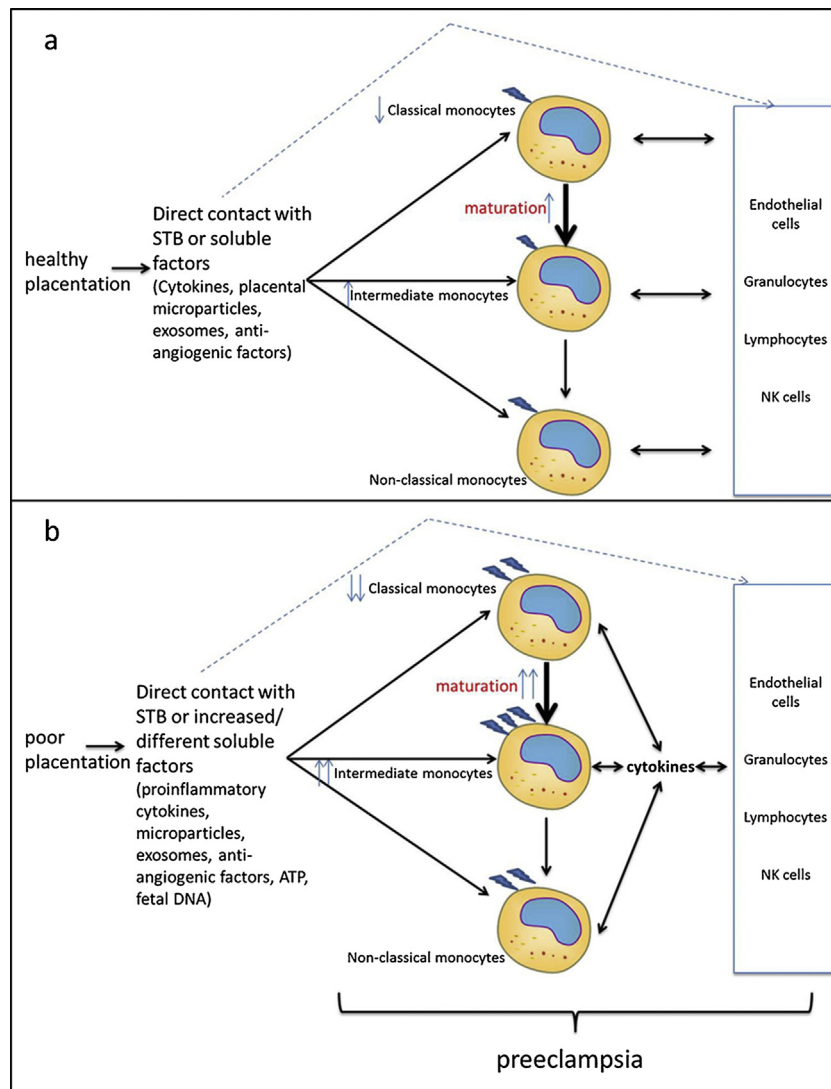 a
Classical monocytes
Direct contact with
STB or soluble
factors
(Cytokines, placental
microparticles,
exosomes, anti-
angiogenic factors)
healthy
placentation
maturation
Intermediate monocytes
Non-classical monocytes
Endothelial
cells
Granulocytes
Lymphocytes
NK cells
b
Classical monocytes
Direct contact with
STB or increased/
different soluble
factors
(proinflammatory
cytokines,
microparticles,
exosomes, anti-
angiogenic factors, ATP,
fetal DNA)
poor
placentation
maturation
Intermediate monocytes
Non-classical monocytes
cytokines
Endothelial
cells
Granulocytes
Lymphocytes
NK cells
preeclampsia